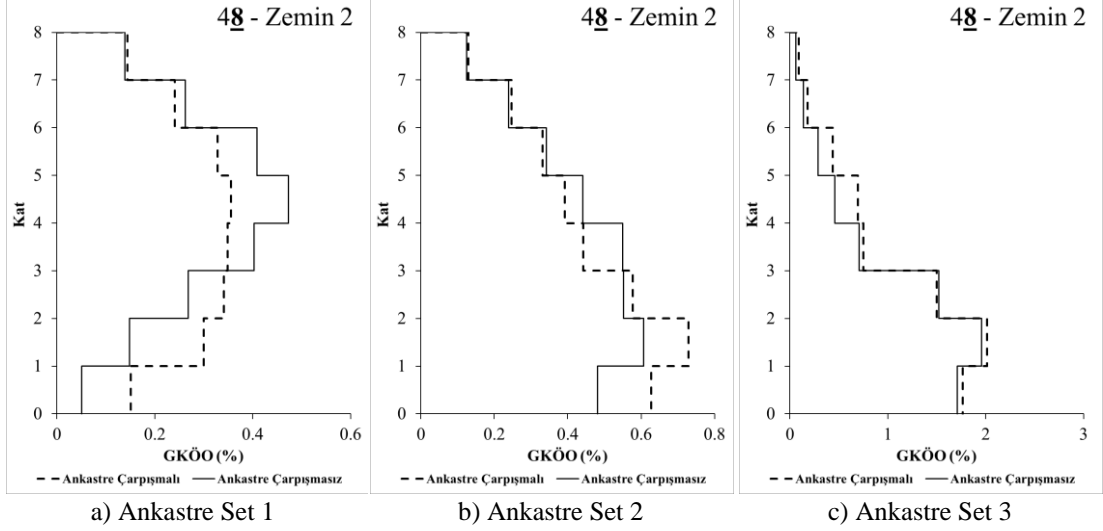 48 - Zemin 2
8
7
6
5
4
3
2
1
0
Kat
0 0.2 0.4 0.6
GKÖO (%)
Ankastre Çarpışmalı Ankastre Çarpışmasız
a) Ankastre Set 1
48 - Zemin 2
8
7
6
5
4
3
2
1
0
Kat
0 0.2 0.4 0.6 0.8
GKÖO (%)
Ankastre Çarpışmalı Ankastre Çarpışmasız
b) Ankastre Set 2
48 - Zemin 2
8
7
6
5
4
3
2
1
0
Kat
0 1 2 3
GKÖO (%)
Ankastre Çarpışmalı Ankastre Çarpışmasız
c) Ankastre Set 3